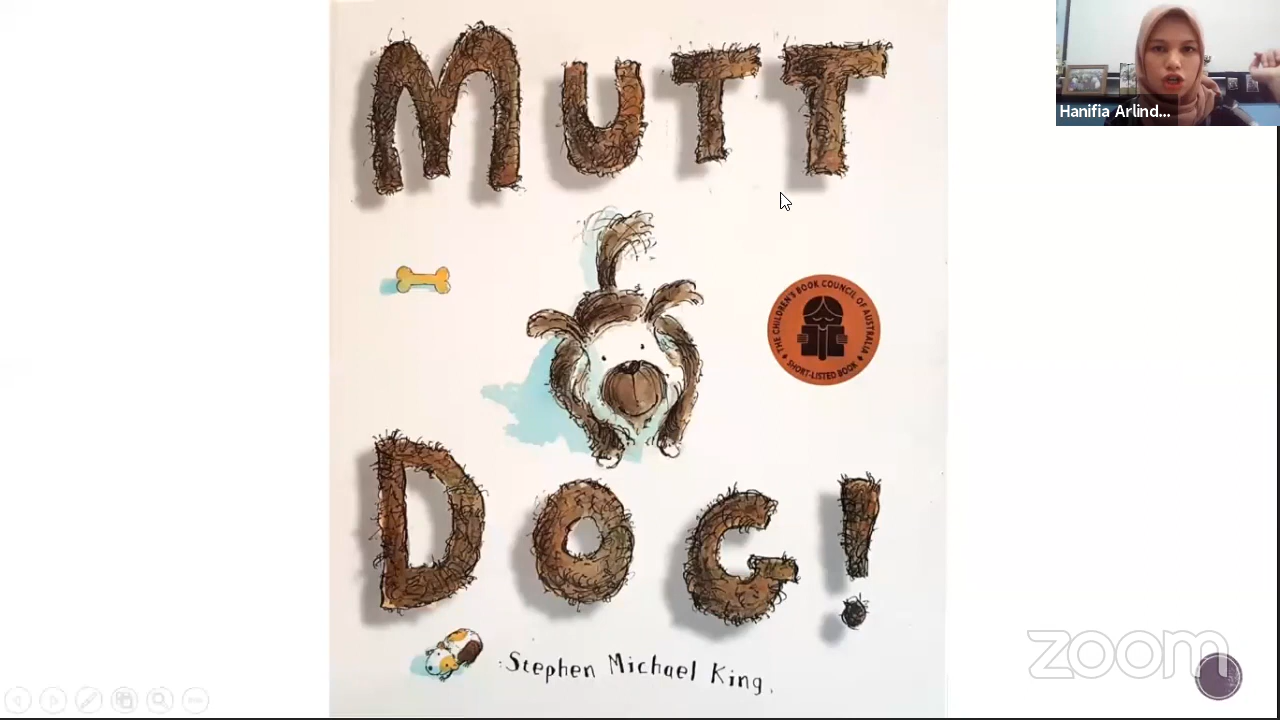 MUTT
Hanifia Arlind...
THE CHILDREN'S BOOK COUNCIL OF AUSTRALIA
SHORT-LISTED BOOK
DOG!
Stephen Michael King.
zoom